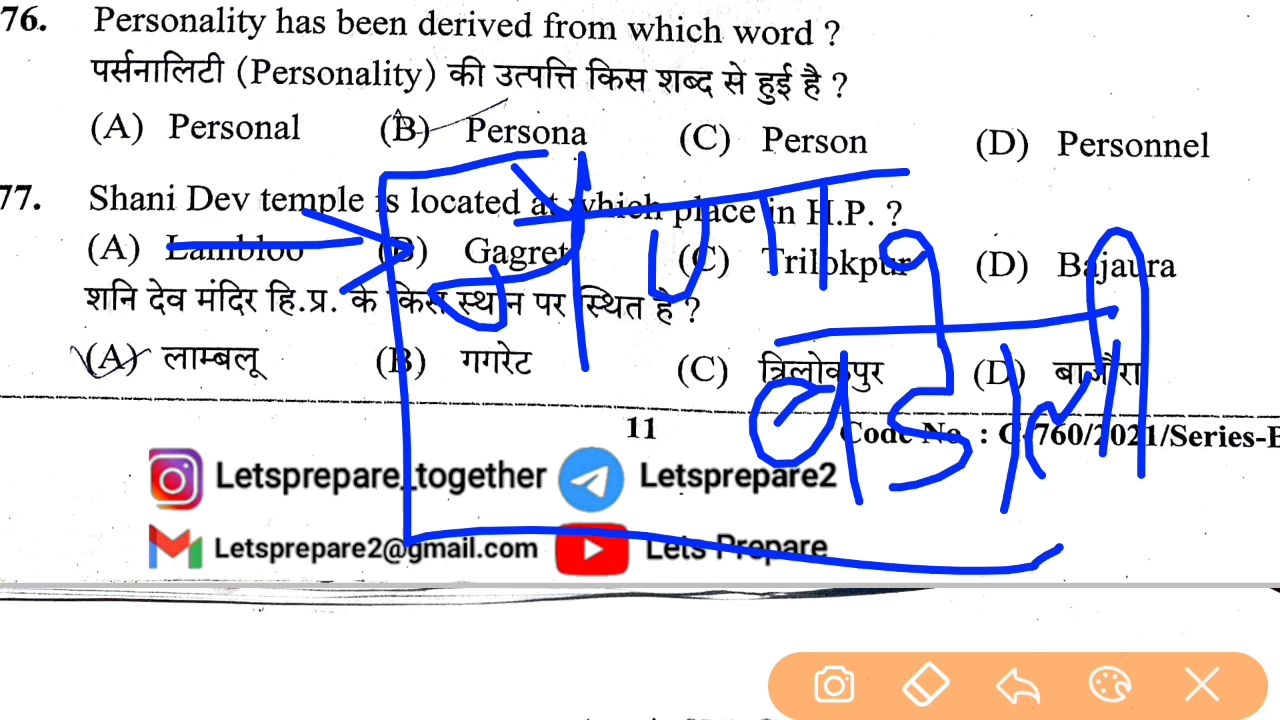 76. Personality has been derived from which word ?
पर्सनालिटी (Personality) की उत्पत्ति किस शब्द से हुई है ?
(A) Personal (B) Persona (C) Person (D) Personnel
77. Shani Dev temple is located at which place in H.P. ?
(A) Lambloo (B) Gagret (C) Trilokpur (D) Bajaura
शनि देव मंदिर हि.प्र. के किस स्थान पर स्थित है ?
(A) लाम्बलू (B) गगरेट (C) त्रिलोकपुर (D) बाजौरा
11 Code No. : C-760/2021/Series-B
Letsprepare_together Letsprepare2
Letsprepare2@gmail.com Lets Prepare